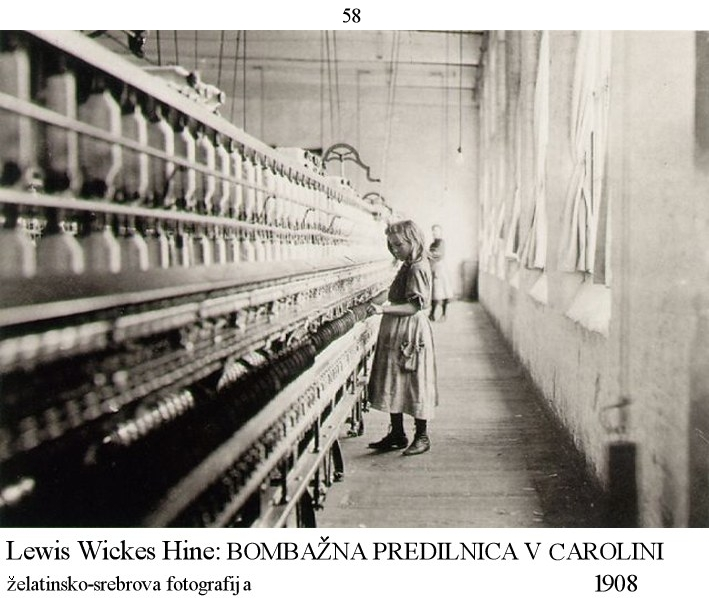 58
Lewis Wickes Hine: BOMBAŽNA PREDILNICA V CAROLINI
želatinsko-srebrova fotografija 1908